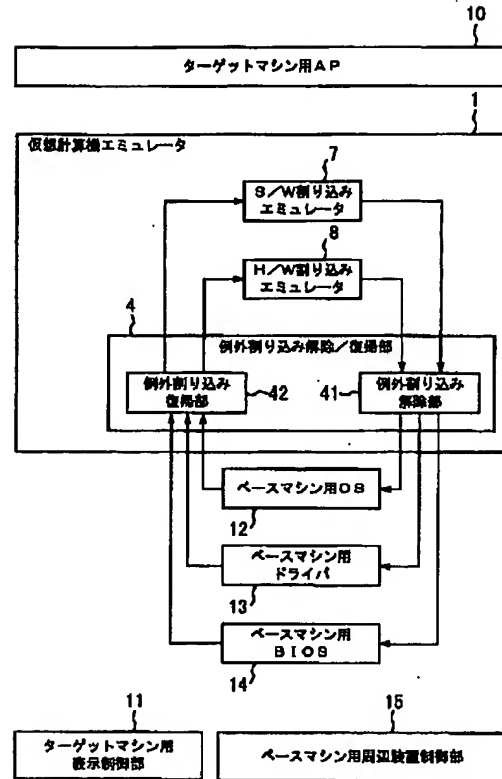 10
ターゲットマシン用AP
1
仮想計算機エミュレータ
7
S/W割り込み
エミュレータ
8
H/W割り込み
エミュレータ
4
例外割り込み解除/復帰部
例外割り込み
復帰部
42
41
例外割り込み
解除部
ベースマシン用OS
12
ベースマシン用
ドライバ
13
ベースマシン用
BIOS
14
11
ターゲットマシン用
表示制御部
15
ベースマシン用周辺装置制御部